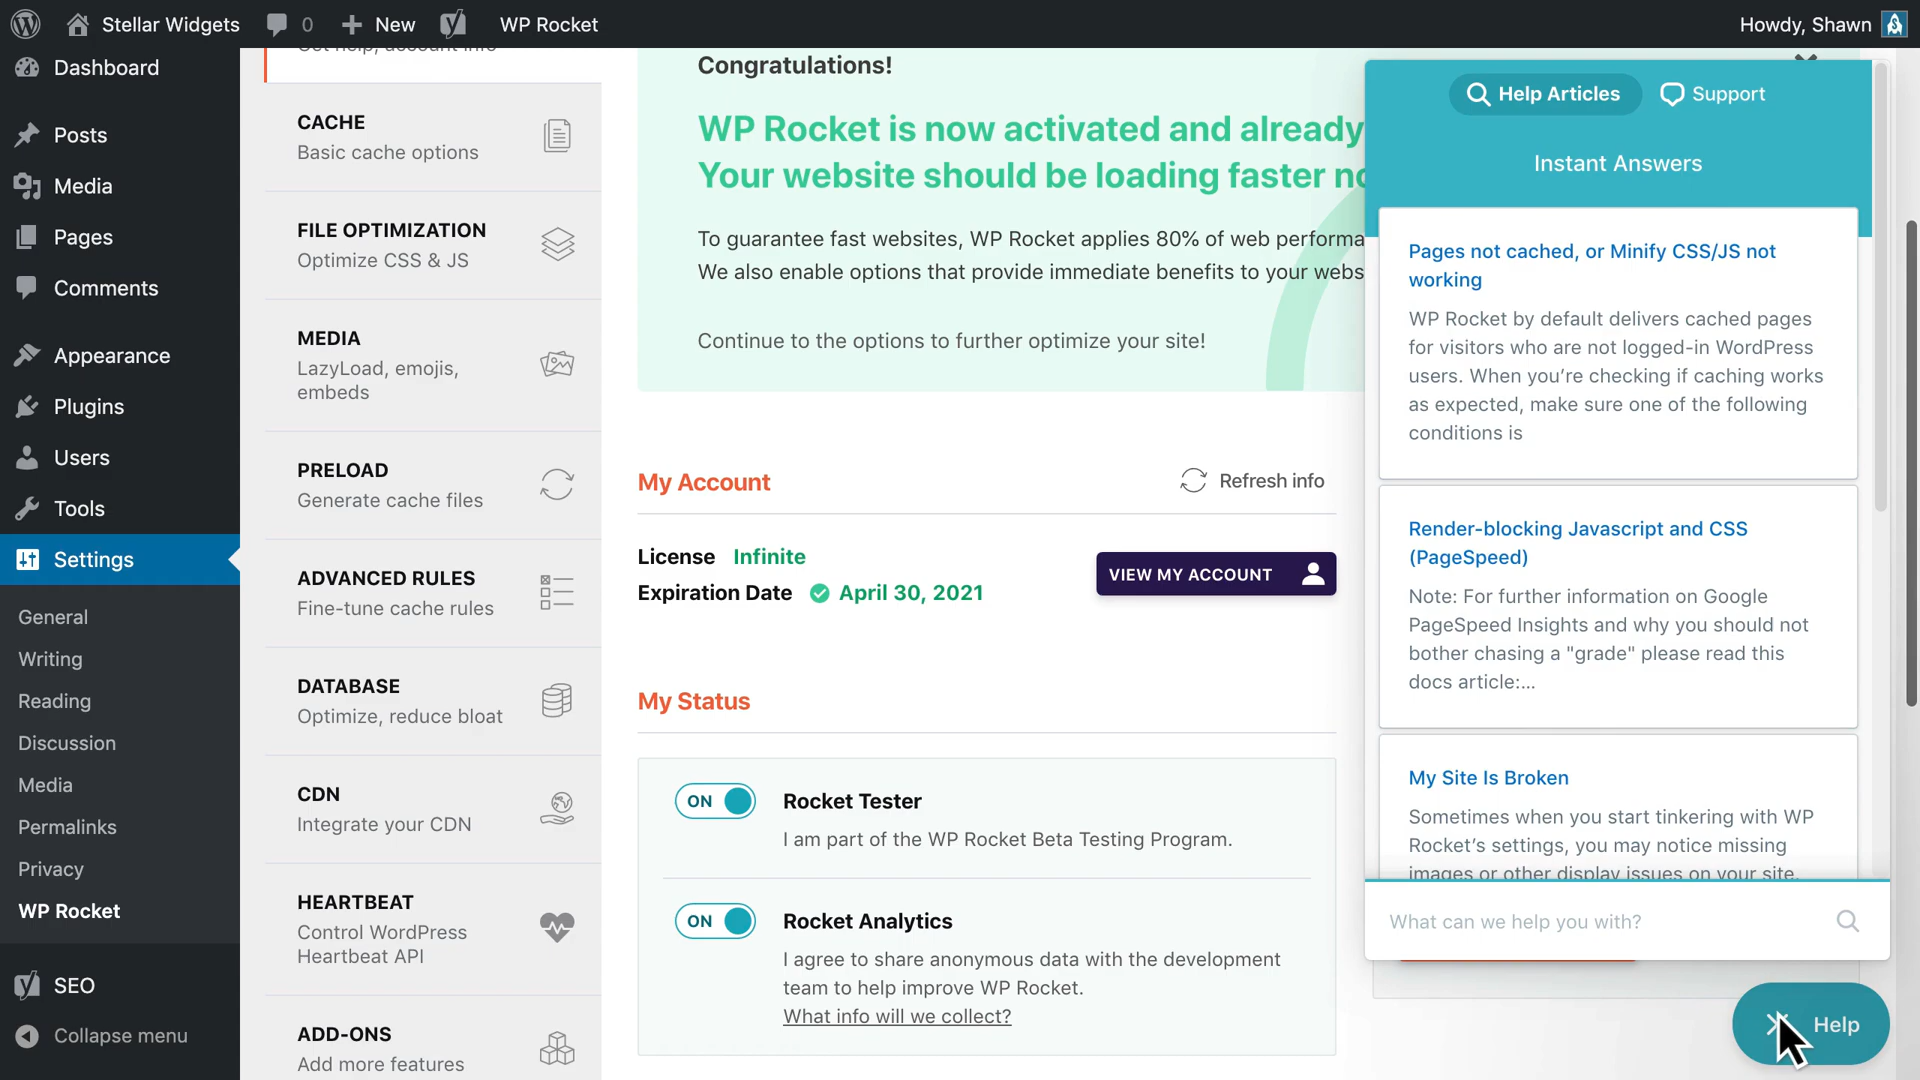 Stellar Widgets
0
New
WP Rocket
Howdy, Shawn
Dashboard
Posts
Media
Pages
Comments
Appearance
Plugins
Users
Tools
Settings
General
Writing
Reading
Discussion
Media
Permalinks
Privacy
WP Rocket
SEO
Collapse menu
Get help, account info
CACHE
Basic cache options
FILE OPTIMIZATION
Optimize CSS & JS
MEDIA
LazyLoad, emojis,
embeds
PRELOAD
Generate cache files
ADVANCED RULES
Fine-tune cache rules
DATABASE
Optimize, reduce bloat
CDN
Integrate your CDN
HEARTBEAT
Control WordPress
Heartbeat API
ADD-ONS
Add more features
Congratulations!
WP Rocket is now activated and already
Your website should be loading faster
To guarantee fast websites, WP Rocket applies 80% of web performa
We also enable options that provide immediate benefits to your webs
Continue to the options to further optimize your site!
My Account
Refresh info
License Infinite
Expiration Date April 30, 2021
VIEW MY ACCOUNT
My Status
ON
Rocket Tester
I am part of the WP Rocket Beta Testing Program.
ON
Rocket Analytics
I agree to share anonymous data with the development
team to help improve WP Rocket.
What info will we collect?
Help Articles
Support
Instant Answers
Pages not cached, or Minify CSS/JS not
working
WP Rocket by default delivers cached pages
for visitors who are not logged-in WordPress
users. When you’re checking if caching works
as expected, make sure one of the following
conditions is
Render-blocking Javascript and CSS
(PageSpeed)
Note: For further information on Google
PageSpeed Insights and why you should not
bother chasing a "grade" please read this
docs article:...
My Site Is Broken
Sometimes when you start tinkering with WP
Rocket’s settings, you may notice missing
images or other display issues on your site.
What can we help you with?
Help